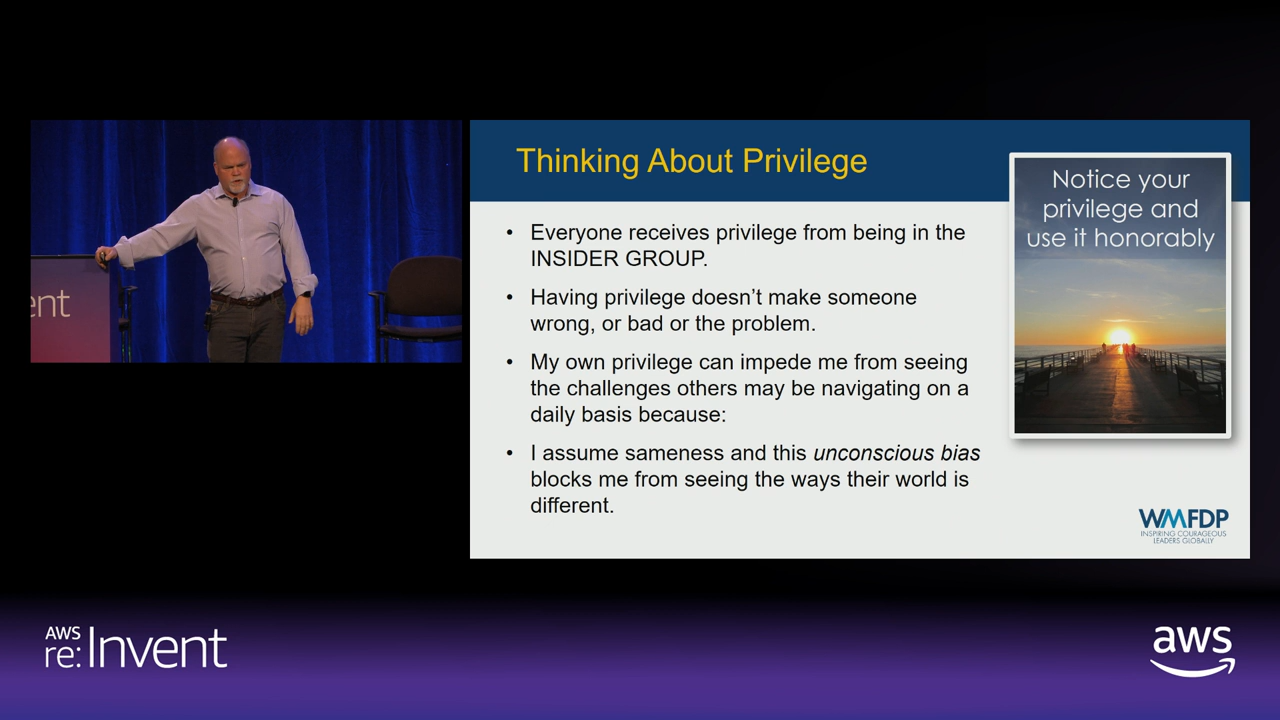 ent
Thinking About Privilege
Notice your
privilege and
use it honorably
• Everyone receives privilege from being in the
INSIDER GROUP.
• Having privilege doesn't make someone
wrong, or bad or the problem.
• My own privilege can impede me from seeing
the challenges others may be navigating on a
daily basis because:
• I assume sameness and this unconscious bias
blocks me from seeing the ways their world is
different.
WMFDP
INSPIRING COURAGEOUS
LEADERS GLOBALLY
AWS
re:Invent
aws